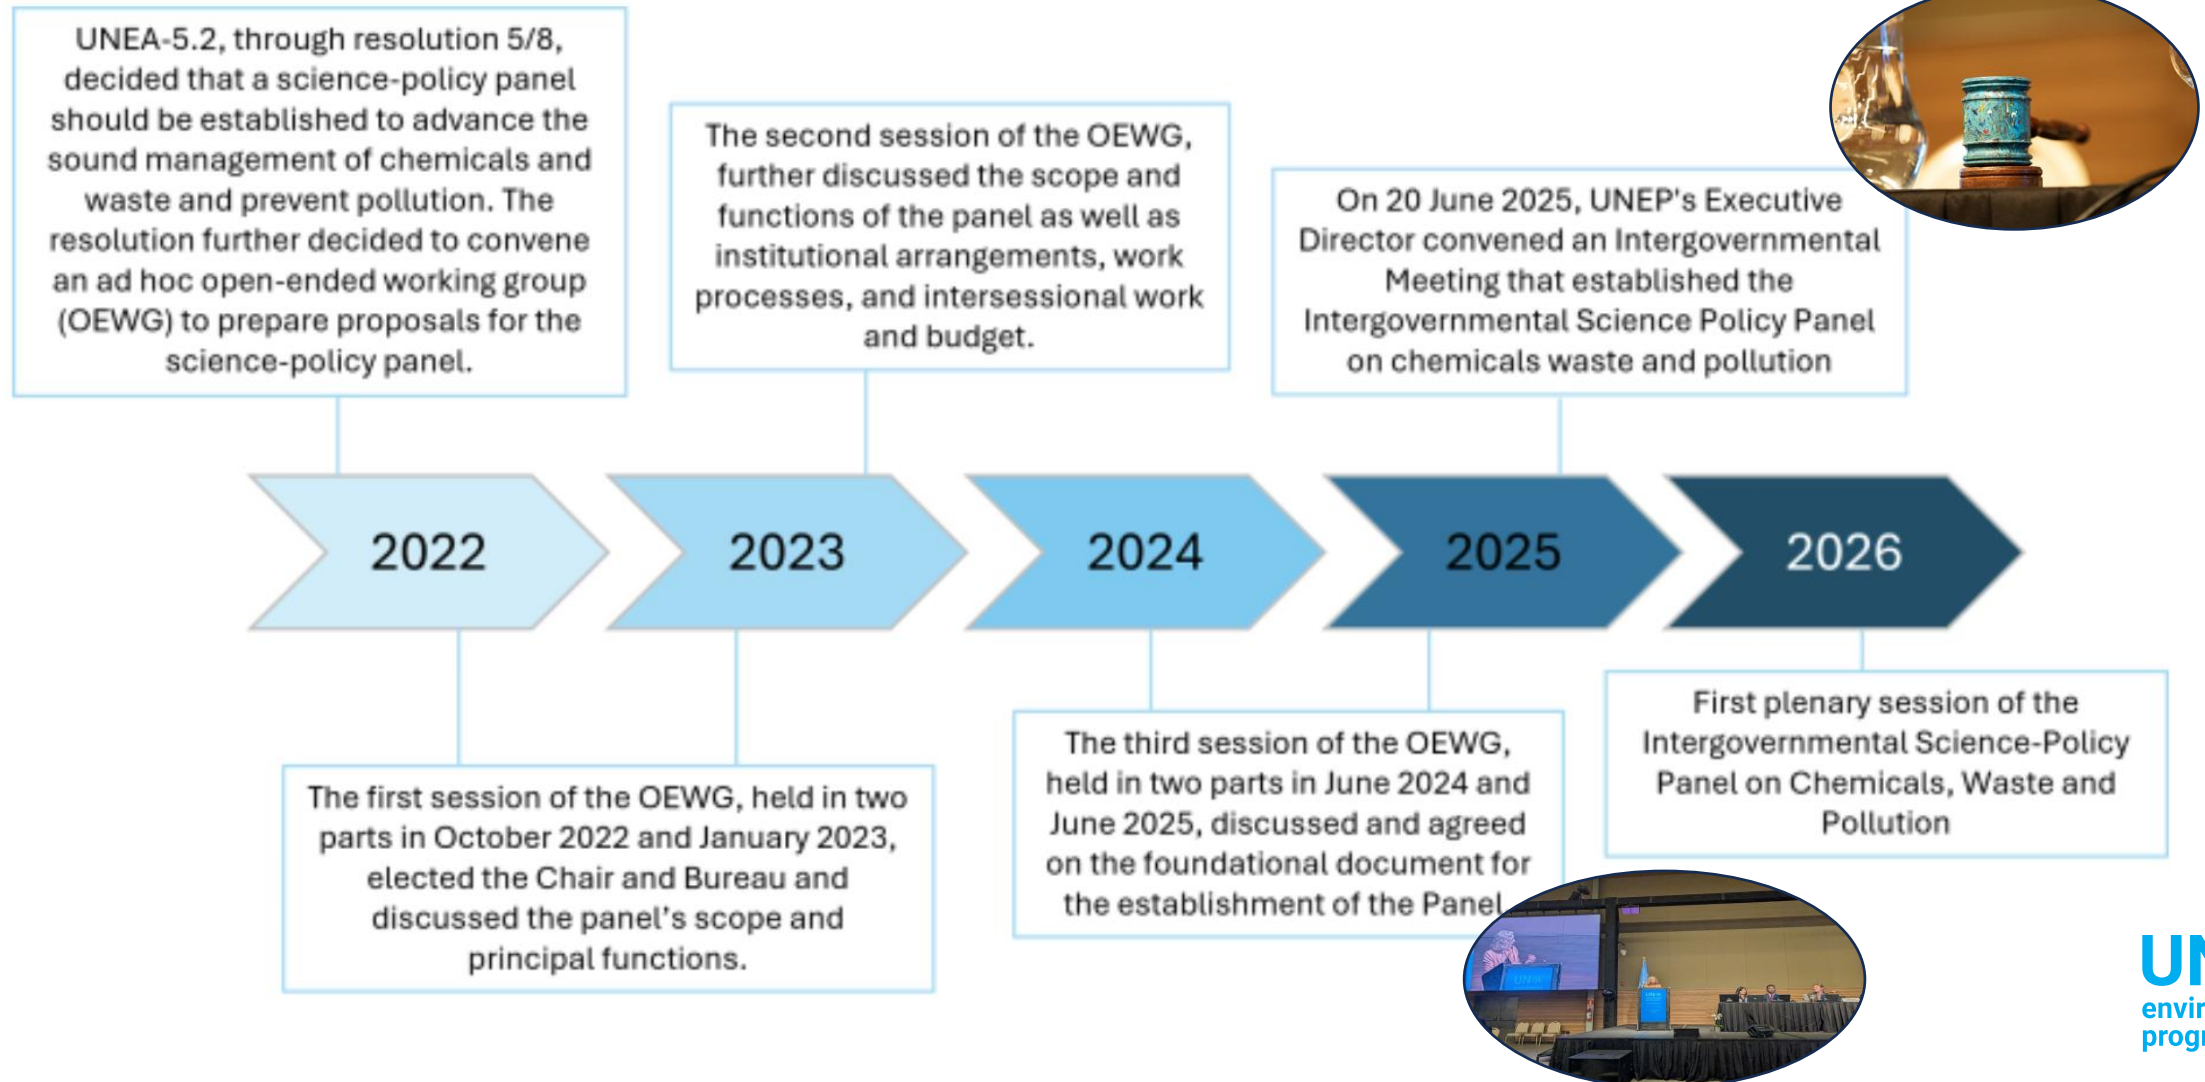 UNEA-5.2, through resolution 5/8,
decided that a science-policy panel
should be established to advance the
sound management of chemicals and
waste and prevent pollution. The
resolution further decided to convene
an ad hoc open-ended working group
(OEWG) to prepare proposals for the
science-policy panel.
The second session of the OEWG,
further discussed the scope and
functions of the panel as well as
institutional arrangements, work
processes, and intersessional work
and budget.
On 20 June 2025, UNEP's Executive
Director convened an Intergovernmental
Meeting that established the
Intergovernmental Science Policy Panel
on chemicals waste and pollution
2022
2023
2024
2025
2026
The first session of the OEWG, held in two
parts in October 2022 and January 2023,
elected the Chair and Bureau and
discussed the panel's scope and
principal functions.
The third session of the OEWG,
held in two parts in June 2024 and
June 2025, discussed and agreed
on the foundational document for
the establishment of the Panel
First plenary session of the
Intergovernmental Science-Policy
Panel on Chemicals, Waste and
Pollution